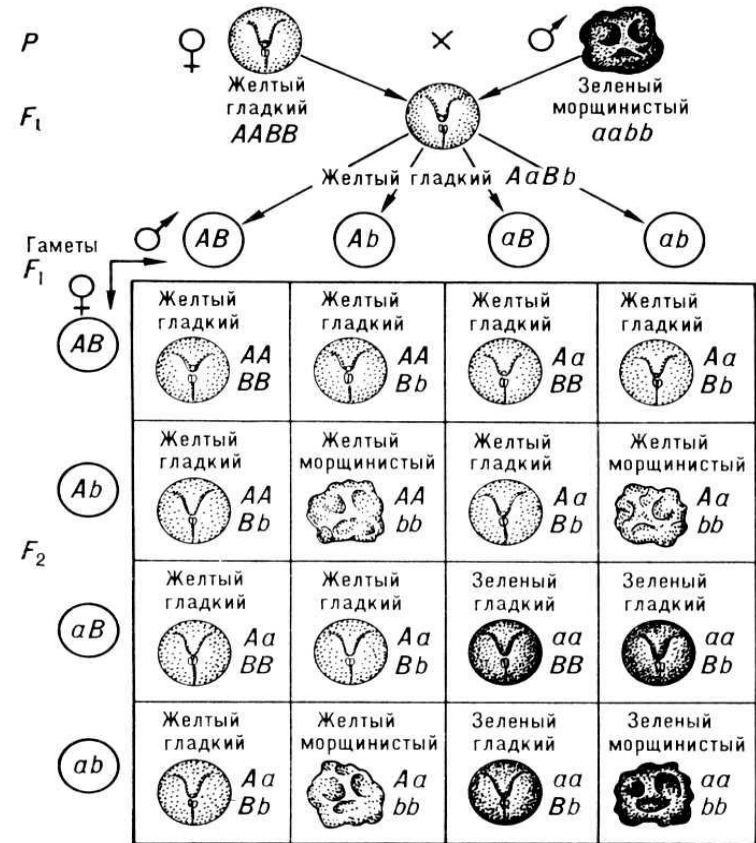 P ♀ × ♂
Желтый Зеленый
гладкий морщинистый
AABB aabb
F₁
Желтый гладкий AaBb
Гаметы ♂ AB Ab aB ab
F₁
♀
AB
Желтый Желтый Желтый Желтый
гладкий гладкий гладкий гладкий
AA AA Aa Aa
BB Bb BB Bb
Ab
Желтый Желтый Желтый Желтый
гладкий морщинистый гладкий морщинистый
AA AA Aa Aa
Bb bb Bb bb
F₂
aB
Желтый Желтый Зеленый Зеленый
гладкий гладкий гладкий гладкий
Aa Aa aa aa
BB Bb BB Bb
ab
Желтый Желтый Зеленый Зеленый
гладкий морщинистый гладкий морщинистый
Aa Aa aa aa
Bb bb Bb bb